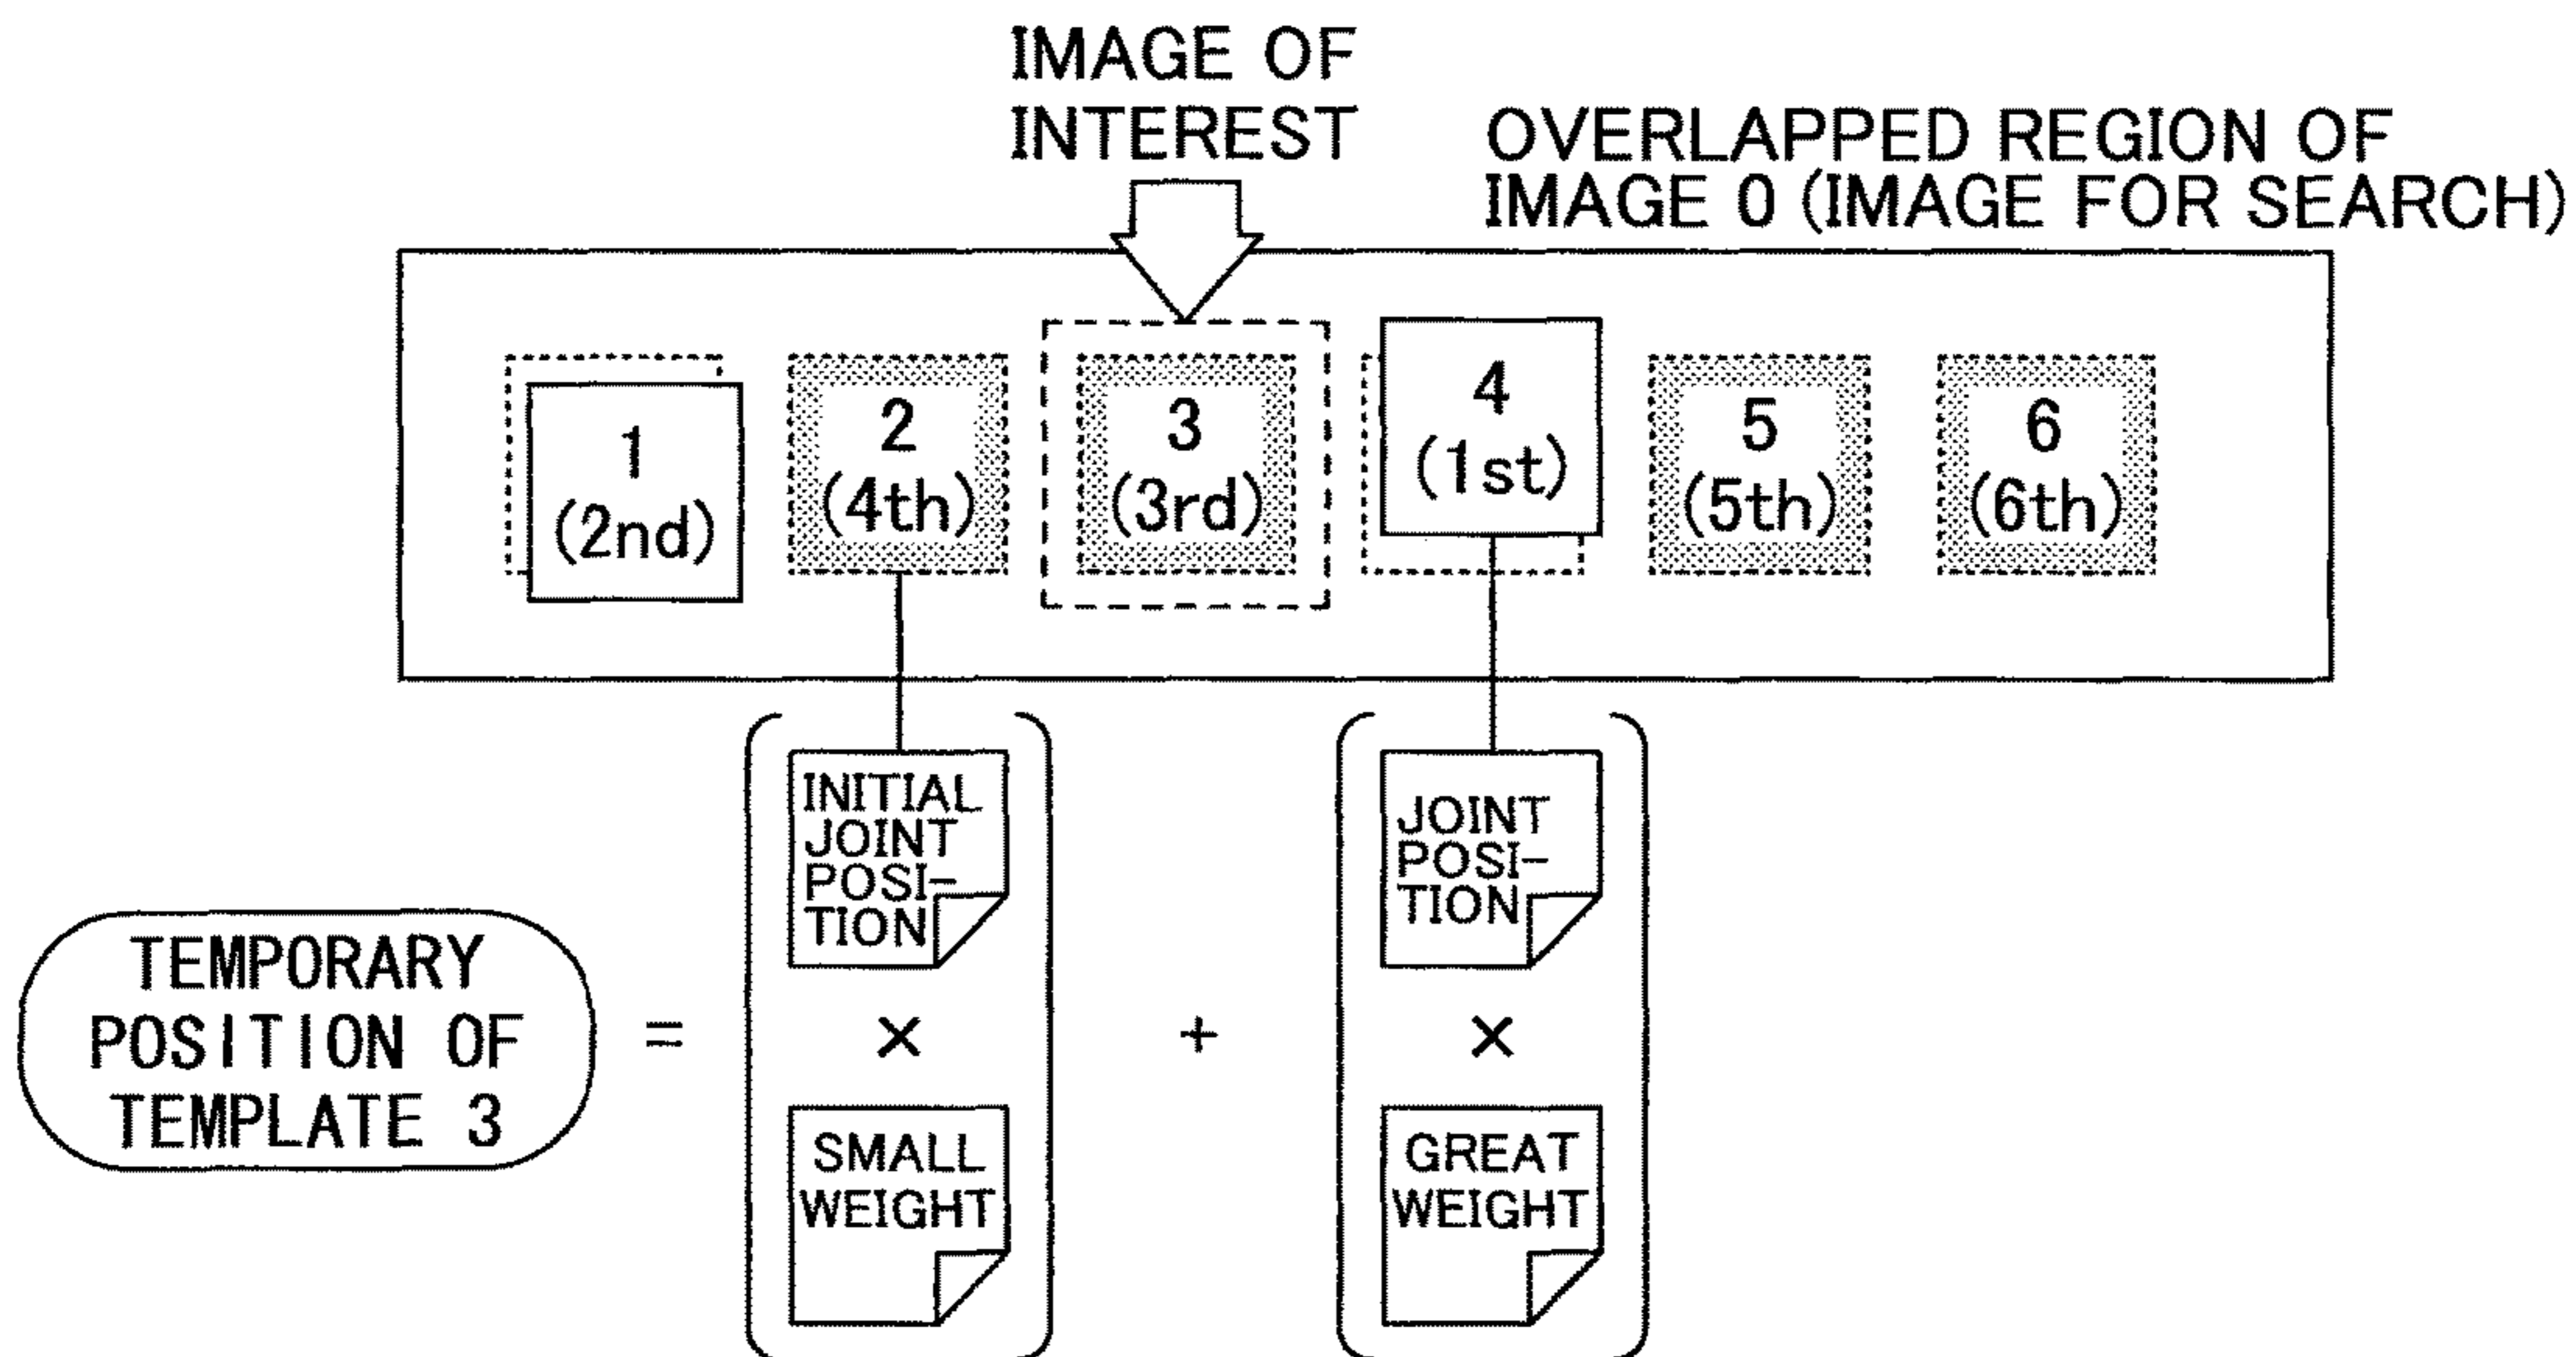 IMAGE OF
INTEREST
OVERLAPPED REGION OF
IMAGE 0 (IMAGE FOR SEARCH)
1
(2nd)
2
(4th)
3
(3rd)
4
(1st)
5
(5th)
6
(6th)
TEMPORARY
POSITION OF
TEMPLATE 3
=
INITIAL
JOINT
POSI-
TION
×
SMALL
WEIGHT
+
JOINT
POSI-
TION
×
GREAT
WEIGHT